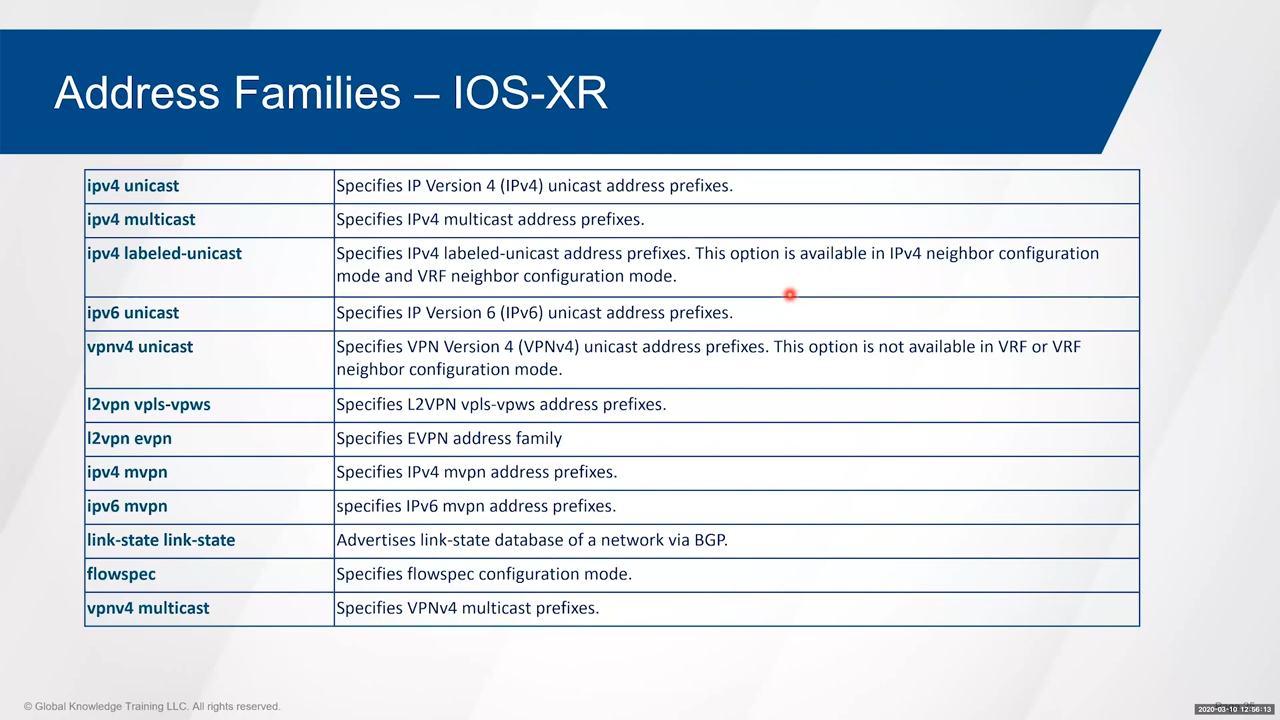 Address Families – IOS-XR
ipv4 unicast Specifies IP Version 4 (IPv4) unicast address prefixes.
ipv4 multicast Specifies IPv4 multicast address prefixes.
ipv4 labeled-unicast Specifies IPv4 labeled-unicast address prefixes. This option is available in IPv4 neighbor configuration
mode and VRF neighbor configuration mode.
ipv6 unicast Specifies IP Version 6 (IPv6) unicast address prefixes.
vpnv4 unicast Specifies VPN Version 4 (VPNv4) unicast address prefixes. This option is not available in VRF or VRF
neighbor configuration mode.
l2vpn vpls-vpws Specifies L2VPN vpls-vpws address prefixes.
l2vpn evpn Specifies EVPN address family
ipv4 mvpn Specifies IPv4 mvpn address prefixes.
ipv6 mvpn specifies IPv6 mvpn address prefixes.
link-state link-state Advertises link-state database of a network via BGP.
flowspec Specifies flowspec configuration mode.
vpnv4 multicast Specifies VPNv4 multicast prefixes.
© Global Knowledge Training LLC. All rights reserved.
2020-03-10 12:56:13